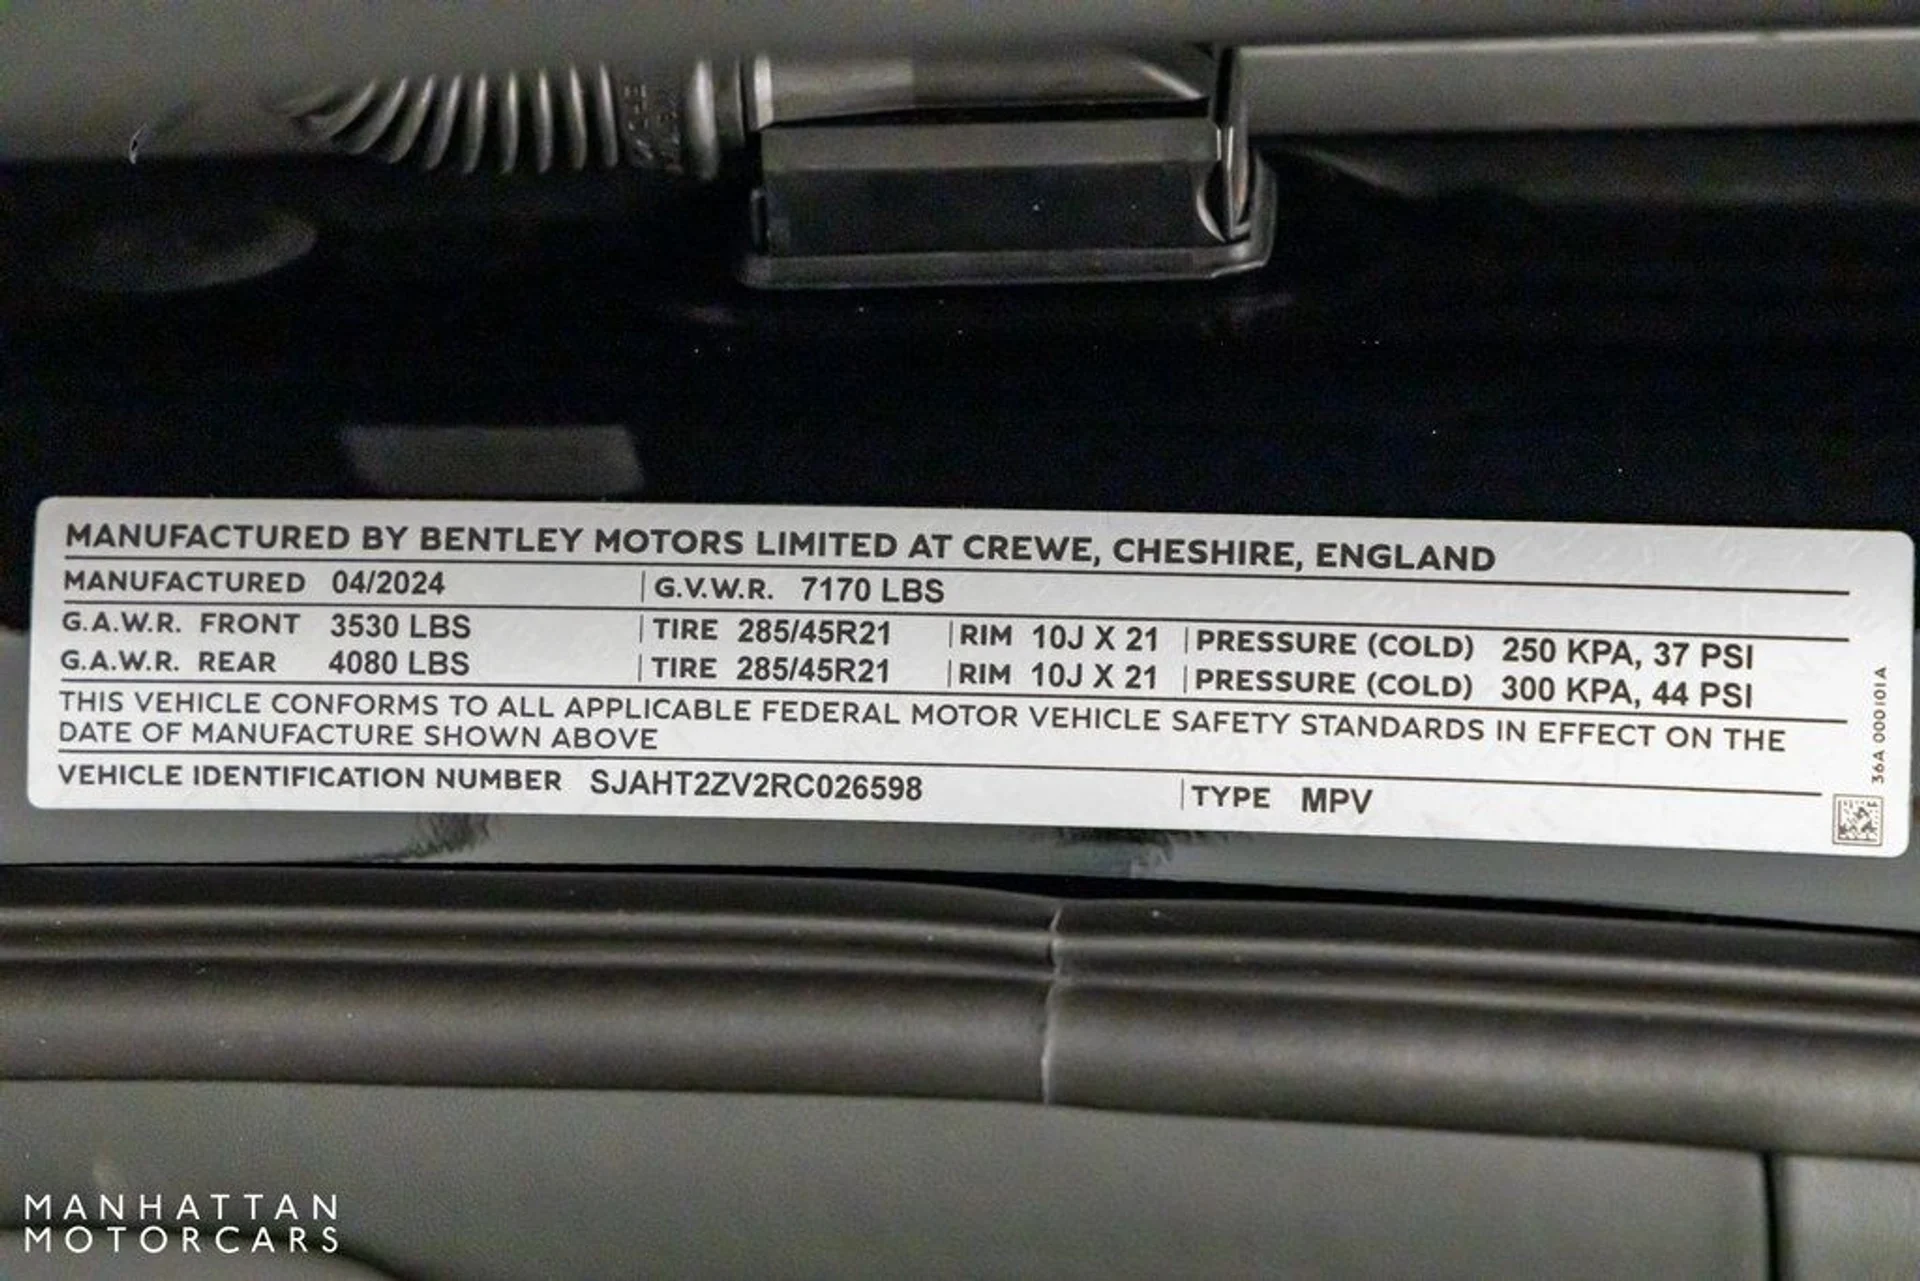 MANUFACTURED BY BENTLEY MOTORS LIMITED AT CREWE, CHESHIRE, ENGLAND
MANUFACTURED 04/2024 | G.V.W.R. 7170 LBS
G.A.W.R. FRONT 3530 LBS | TIRE 285/45R21 | RIM 10J X 21 | PRESSURE (COLD) 250 KPA, 37 PSI
G.A.W.R. REAR 4080 LBS | TIRE 285/45R21 | RIM 10J X 21 | PRESSURE (COLD) 300 KPA, 44 PSI
THIS VEHICLE CONFORMS TO ALL APPLICABLE FEDERAL MOTOR VEHICLE SAFETY STANDARDS IN EFFECT ON THE
DATE OF MANUFACTURE SHOWN ABOVE
VEHICLE IDENTIFICATION NUMBER SJAHT2ZV2RC026598 | TYPE MPV
36A 000101A
MANHATTAN
MOTORCARS